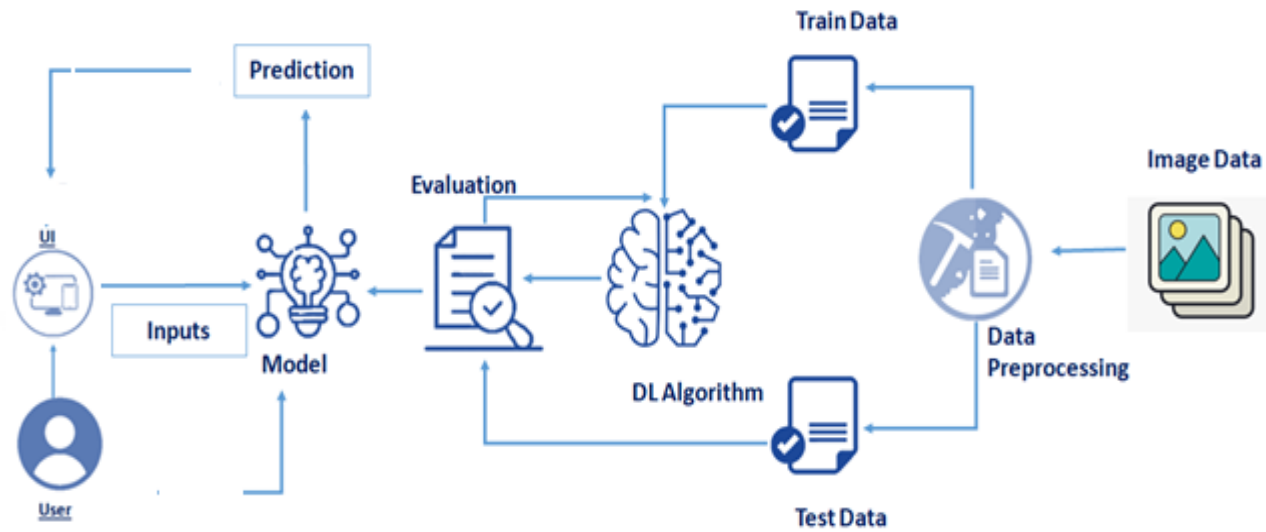 Train Data
Prediction
Image Data
Evaluation
UI
Inputs
Model
Data
Preprocessing
DL Algorithm
User
Test Data